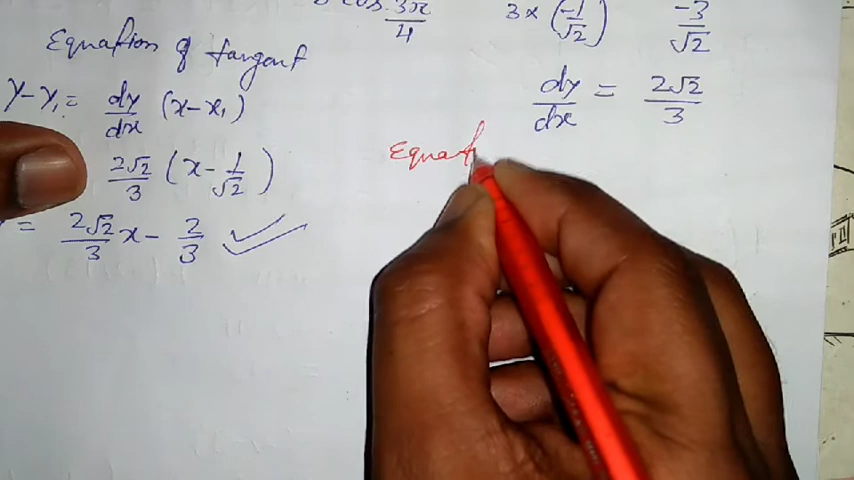 Equation of tangent
y-y₁ = dy/dx (x-x₁)
2√2/3 (x - 1/√2)
= 2√2/3 x - 2/3
cos 3π/4
3 x (-1/√2)
-3/√2
dy/dx = 2√2/3
Equat